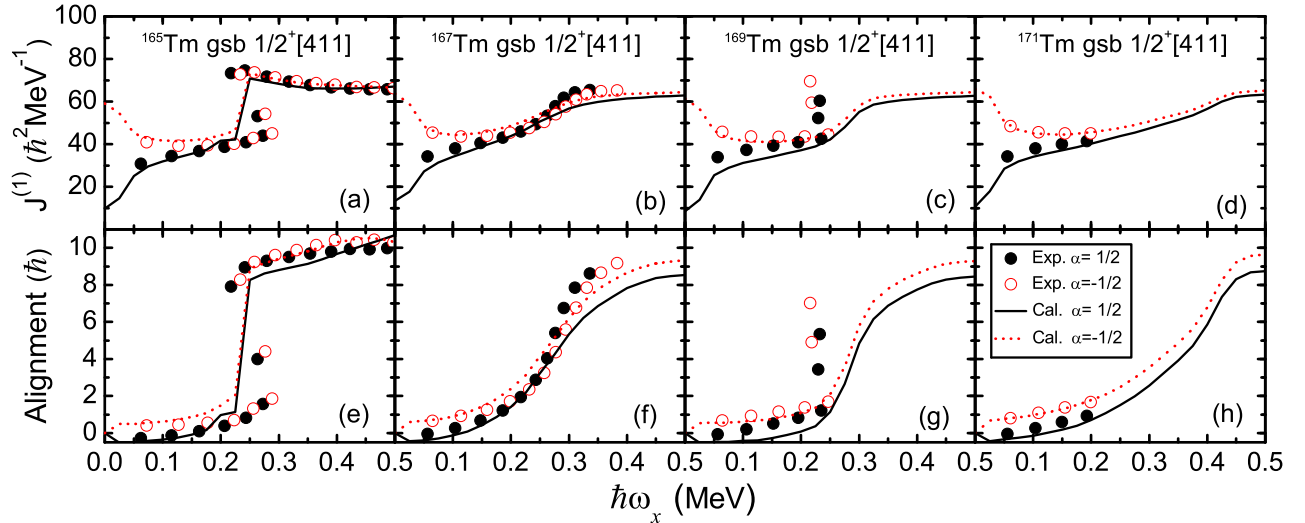 ¹⁶⁵Tm gsb 1/2⁺[411]
¹⁶⁷Tm gsb 1/2⁺[411]
¹⁶⁹Tm gsb 1/2⁺[411]
¹⁷¹Tm gsb 1/2⁺[411]
J⁽¹⁾ (ħ²MeV⁻¹)
100
80
60
40
20
(a)
(b)
(c)
(d)
Alignment (ħ)
10
8
6
4
2
0
(e)
(f)
(g)
(h)
Exp. α= 1/2
Exp. α=-1/2
Cal. α= 1/2
Cal. α=-1/2
0.0 0.1 0.2 0.3 0.4 0.5 0.1 0.2 0.3 0.4 0.5 0.1 0.2 0.3 0.4 0.5 0.1 0.2 0.3 0.4 0.5
ħωₓ (MeV)